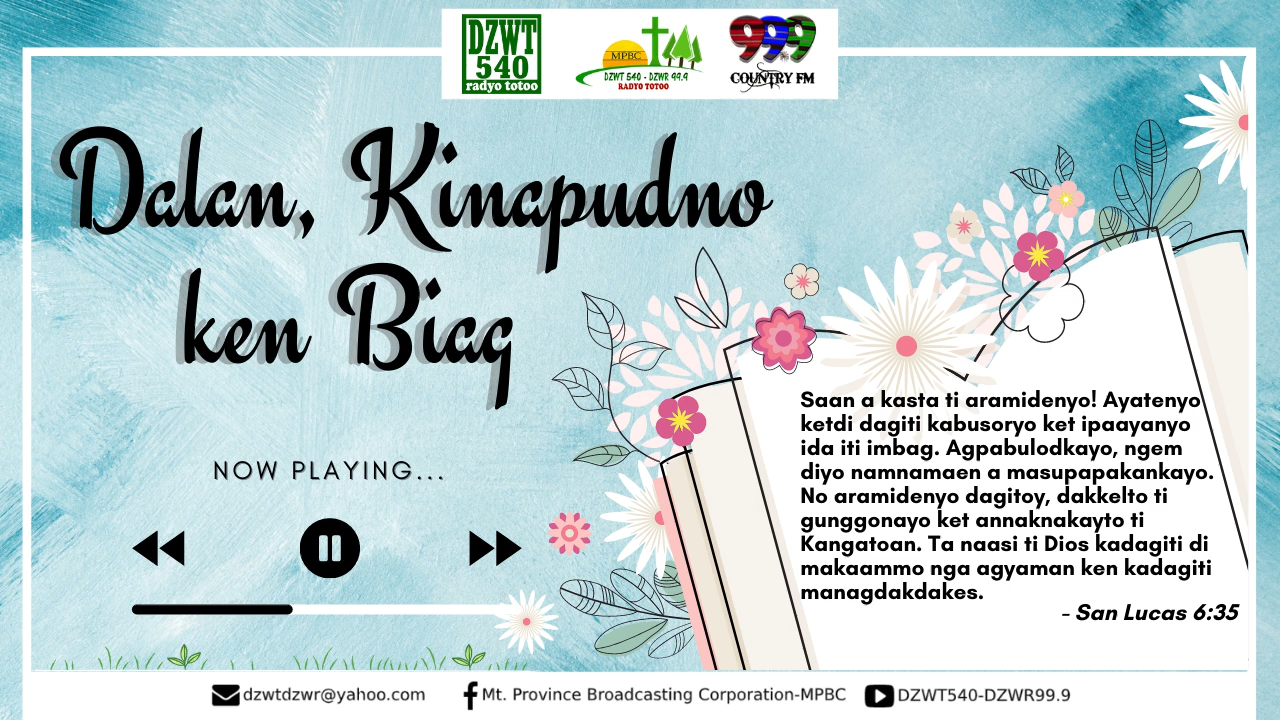 DZWT
540
radyo totoo
MPBC
DZWT 540 - DZWR 99.9
RADYO TOTOO
999
COUNTRY FM
Dalan, Kinapudno
ken Biag
NOW PLAYING...
Saan a kasta ti aramidenyo! Ayatenyo
ketdi dagiti kabusoryo ket ipaayanyo
ida iti imbag. Agpabulodkayo, ngem
diyo namnamaen a masupapakankayo.
No aramidenyo dagitoy, dakkelto ti
gunggonayo ket annaknakayto ti
Kangatoan. Ta naasi ti Dios kadagiti di
makaammo nga agyaman ken kadagiti
managdakdakes.
- San Lucas 6:35
dzwtdzwr@yahoo.com
Mt. Province Broadcasting Corporation-MPBC
DZWT540-DZWR99.9